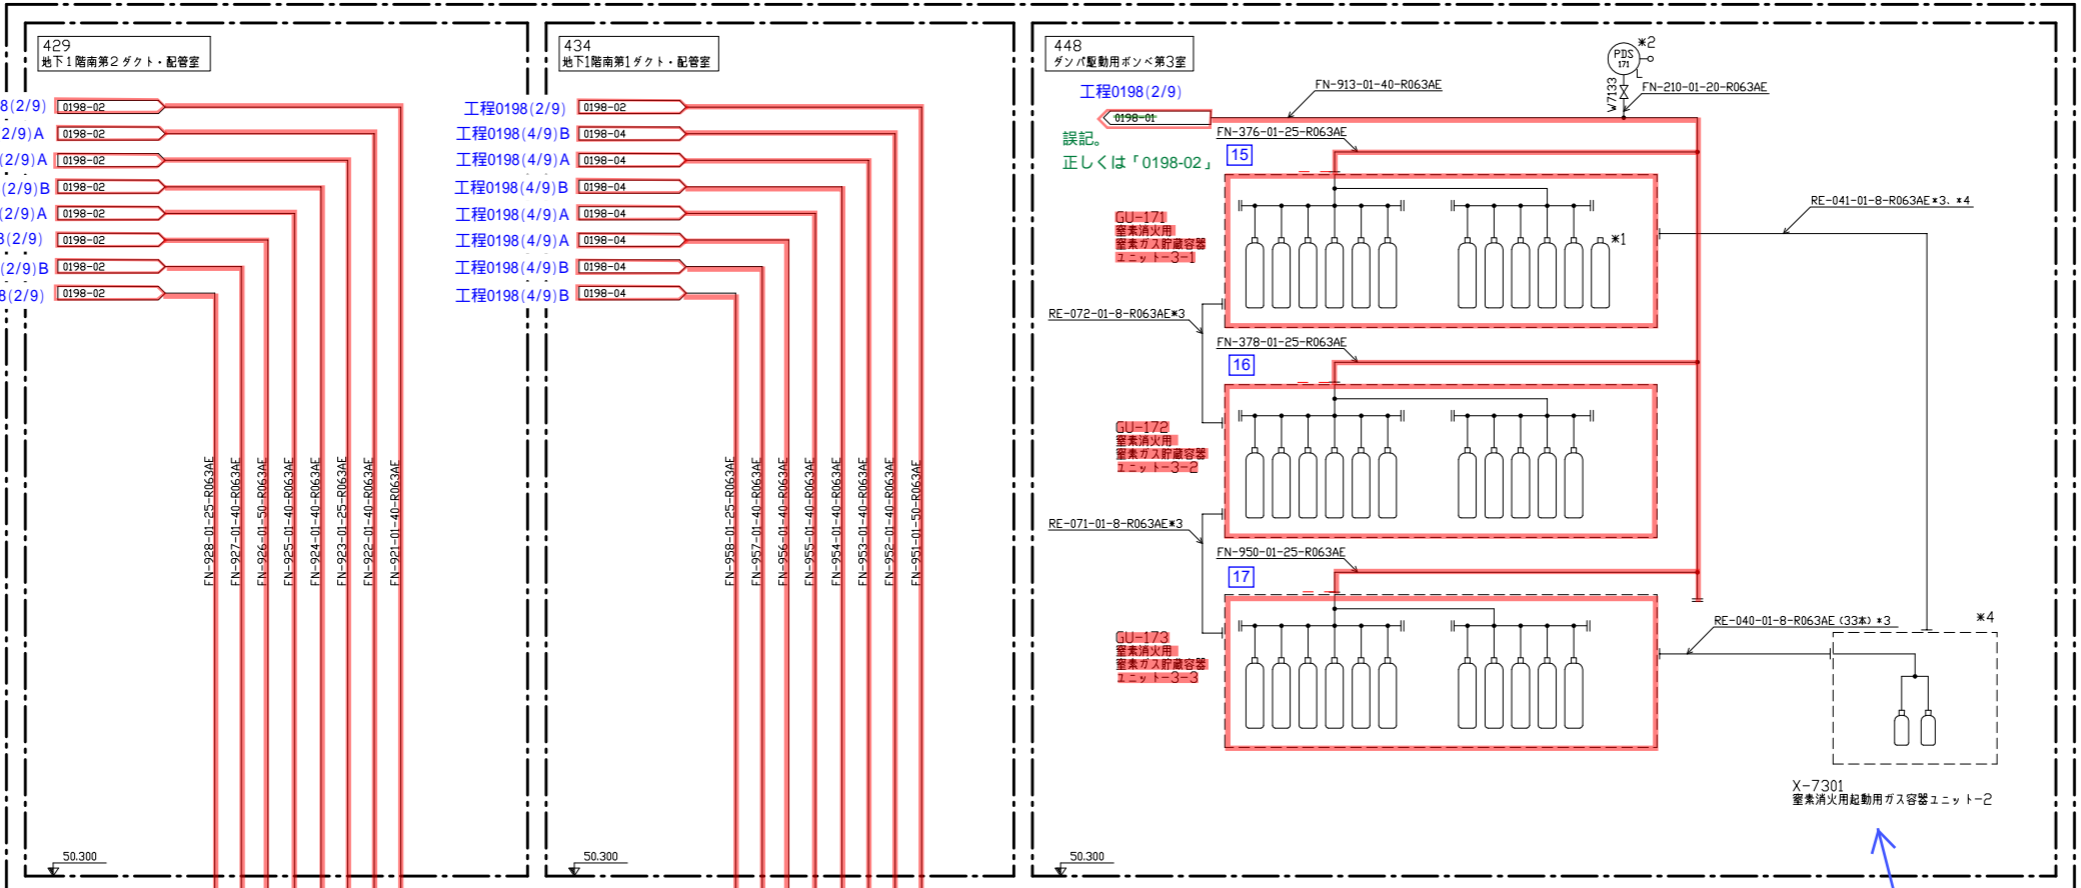 429
地下1階南第2ダクト・配管室
8(2/9)
0198-02
2/9)A
0198-02
(2/9)A
0198-02
(2/9)B
0198-02
(2/9)A
0198-02
8(2/9)
0198-02
(2/9)B
0198-02
8(2/9)
0198-02
FN-928-01-25-R063AE
FN-927-01-40-R063AE
FN-926-01-50-R063AE
FN-925-01-40-R063AE
FN-924-01-40-R063AE
FN-923-01-25-R063AE
FN-922-01-40-R063AE
FN-921-01-40-R063AE
50.300
434
地下1階南第1ダクト・配管室
工程0198(2/9)
0198-02
工程0198(4/9)B
0198-04
工程0198(4/9)A
0198-04
工程0198(4/9)B
0198-04
工程0198(4/9)A
0198-04
工程0198(4/9)A
0198-04
工程0198(4/9)B
0198-04
工程0198(4/9)B
0198-04
FN-958-01-25-R063AE
FN-957-01-40-R063AE
FN-956-01-40-R063AE
FN-955-01-40-R063AE
FN-954-01-40-R063AE
FN-953-01-40-R063AE
FN-952-01-40-R063AE
FN-951-01-50-R063AE
50.300
448
ダンパ駆動用ボンベ第3室
工程0198(2/9)
0198-01
誤記。
正しくは「0198-02」
FN-913-01-40-R063AE
PDS
171
※2
L
W7133
FN-210-01-20-R063AE
FN-376-01-25-R063AE
15
GU-171
窒素消火用
窒素ガス貯蔵容器
ユニット-3-1
※1
RE-041-01-8-R063AE※3、※4
RE-072-01-8-R063AE※3
FN-378-01-25-R063AE
16
GU-172
窒素消火用
窒素ガス貯蔵容器
ユニット-3-2
RE-071-01-8-R063AE※3
FN-950-01-25-R063AE
17
GU-173
窒素消火用
窒素ガス貯蔵容器
ユニット-3-3
RE-040-01-8-R063AE (33本) ※3
※4
X-7301
窒素消火用起動用ガス容器ユニット-2
50.300